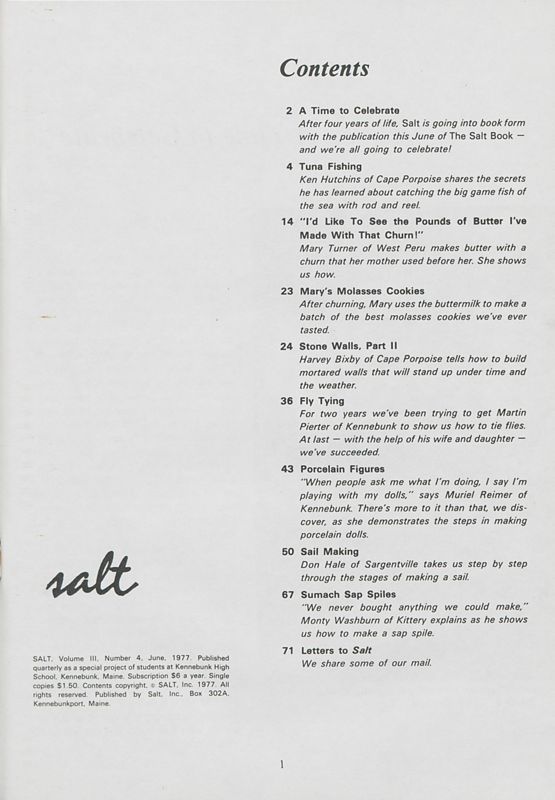 Contents
2 A Time to Celebrate
After four years of life, Salt is going into book form
with the publication this June of The Salt Book —
and we're all going to celebrate!
4 Tuna Fishing
Ken Hutchins of Cape Porpoise shares the secrets
he has learned about catching the big game fish of
the sea with rod and reel.
14 "I'd Like To See the Pounds of Butter I've
Made With That Churn!"
Mary Turner of West Peru makes butter with a
churn that her mother used before her. She shows
us how.
23 Mary's Molasses Cookies
After churning, Mary uses the buttermilk to make a
batch of the best molasses cookies we've ever
tasted.
24 Stone Walls, Part II
Harvey Bixby of Cape Porpoise tells how to build
mortared walls that will stand up under time and
the weather.
36 Fly Tying
For two years we've been trying to get Martin
Pierter of Kennebunk to show us how to tie flies.
At last — with the help of his wife and daughter —
we've succeeded.
43 Porcelain Figures
"When people ask me what I'm doing, I say I'm
playing with my dolls," says Muriel Reimer of
Kennebunk. There's more to it than that, we dis-
cover, as she demonstrates the steps in making
porcelain dolls.
50 Sail Making
Don Hale of Sargentville takes us step by step
through the stages of making a sail.
67 Sumach Sap Spiles
"We never bought anything we could make,"
Monty Washburn of Kittery explains as he shows
us how to make a sap spile.
71 Letters to Salt
We share some of our mail.
salt
SALT, Volume III, Number 4, June, 1977. Published
quarterly as a special project of students at Kennebunk High
School, Kennebunk, Maine. Subscription $6 a year. Single
copies $1.50. Contents copyright, © SALT, Inc. 1977. All
rights reserved. Published by Salt, Inc., Box 302A,
Kennebunkport, Maine.
1